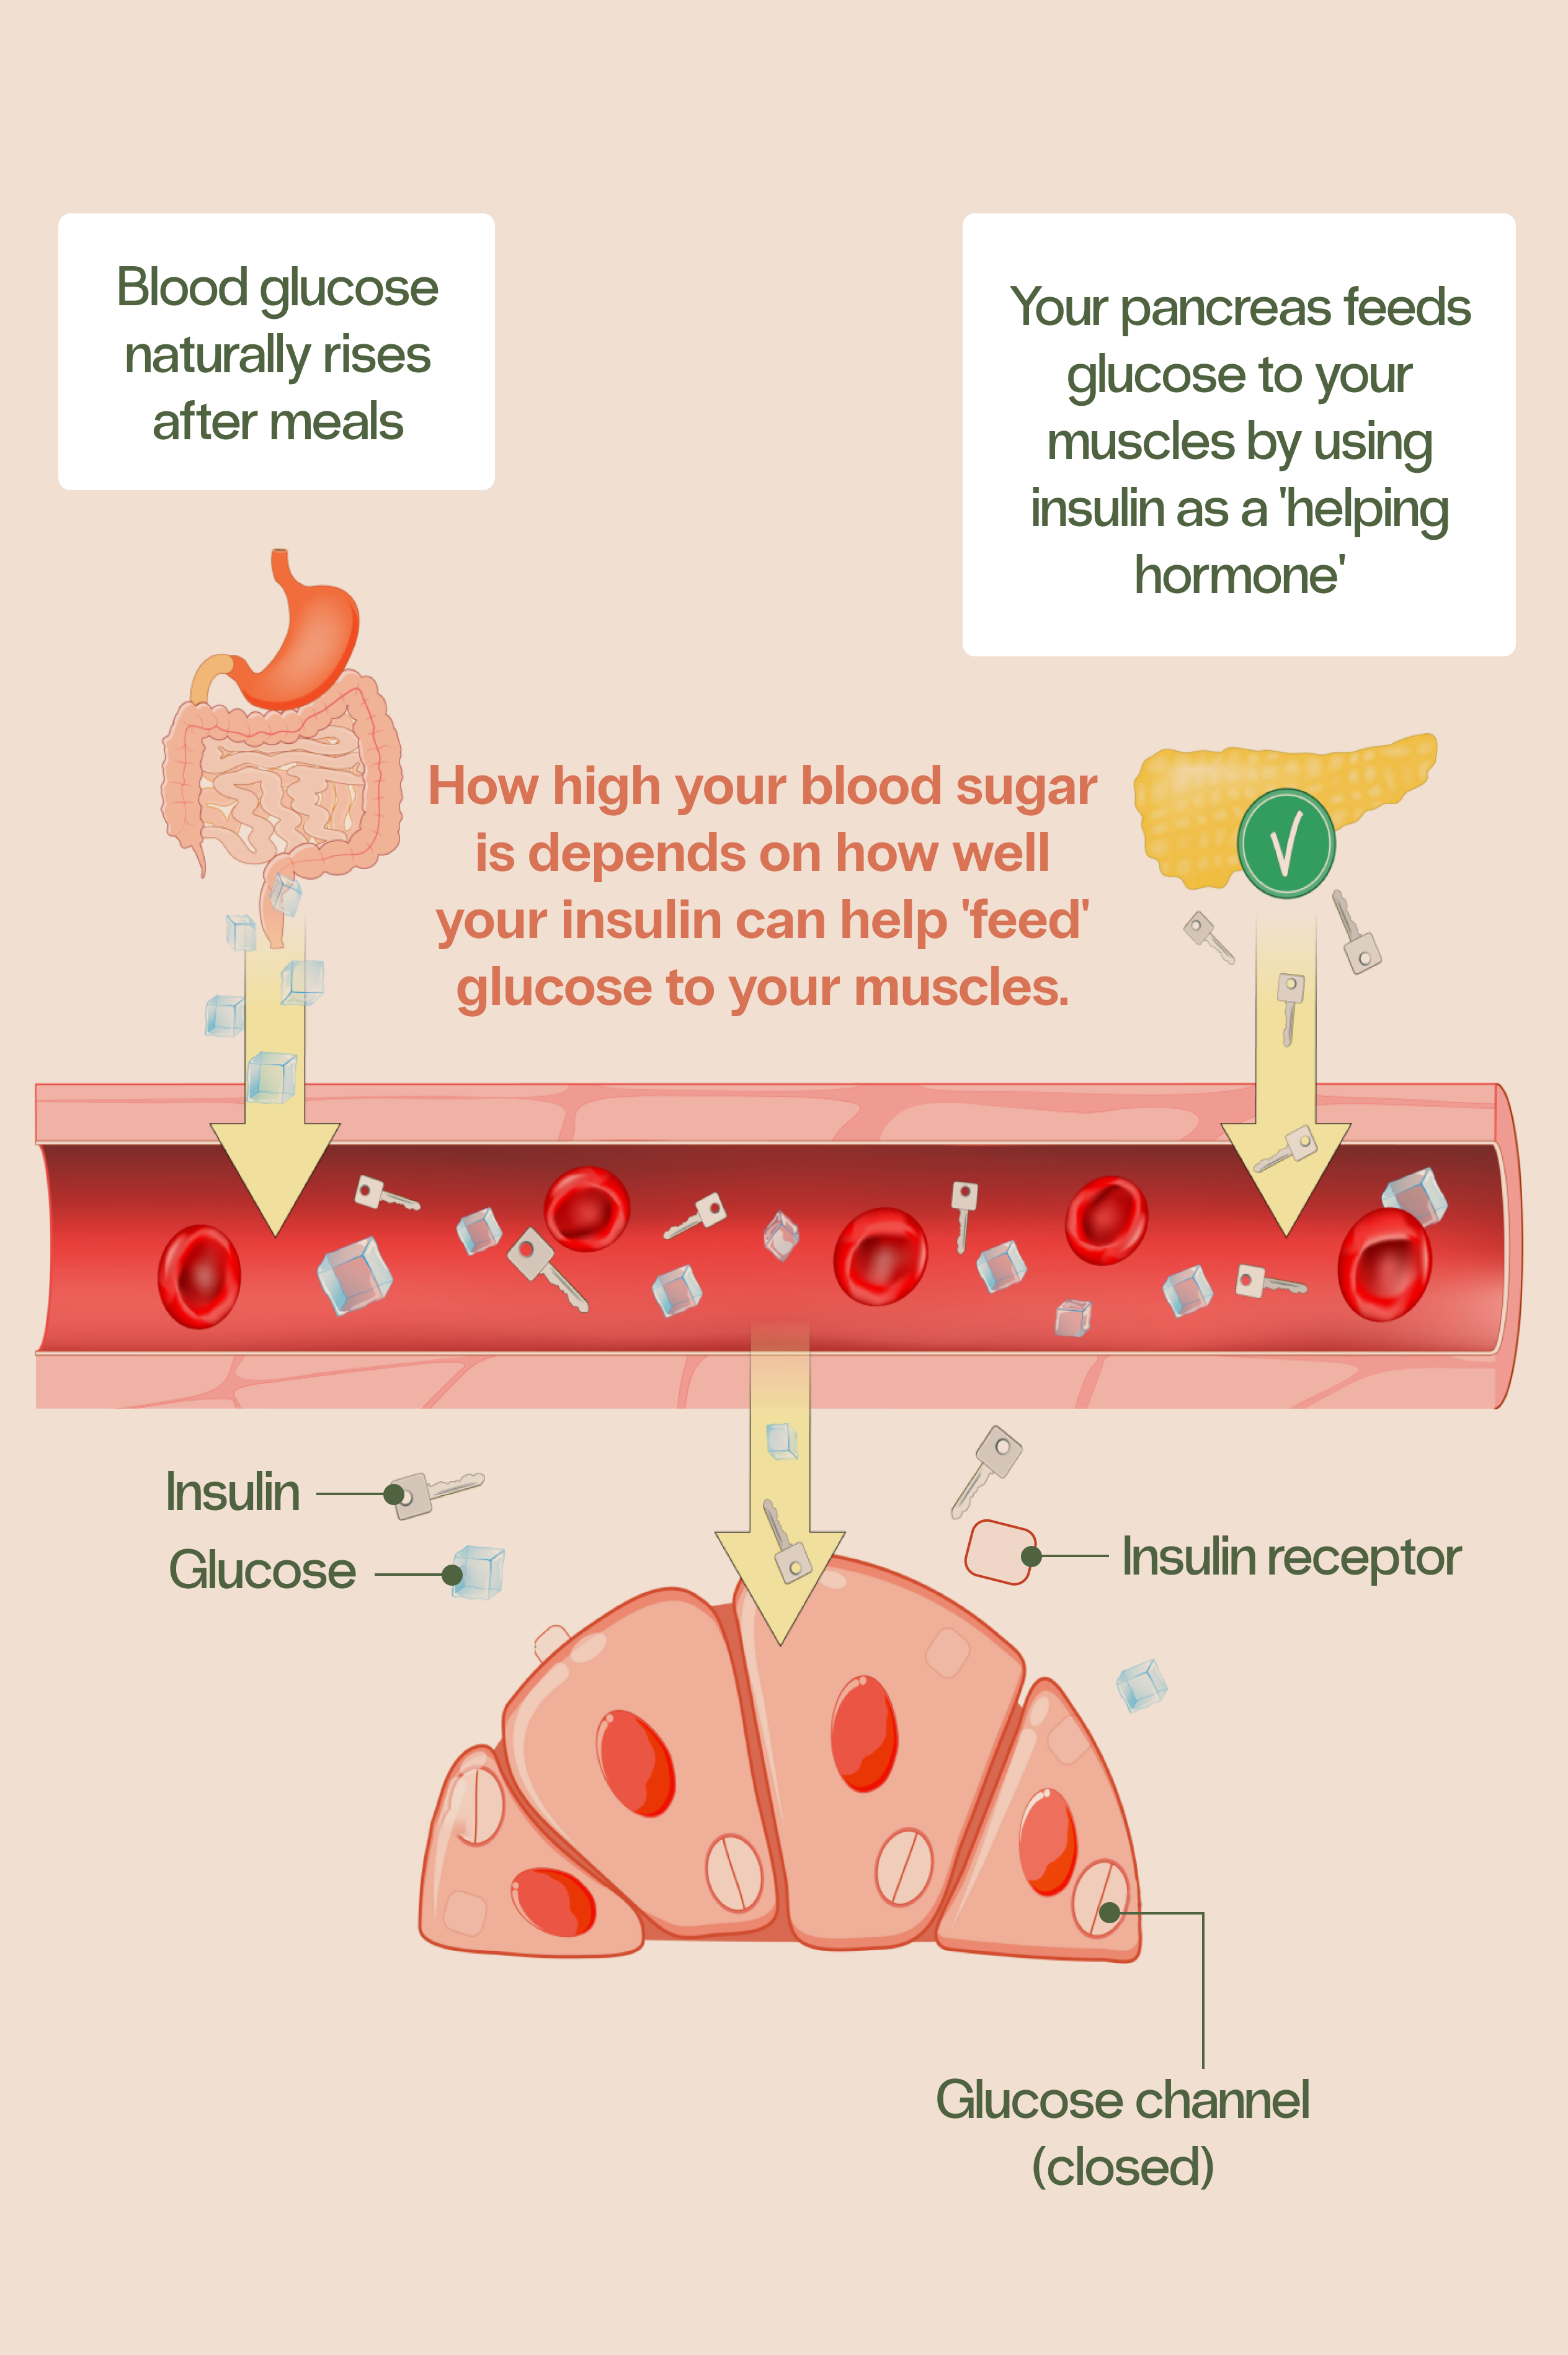 Blood glucose
naturally rises
after meals
Your pancreas feeds
glucose to your
muscles by using
insulin as a 'helping
hormone'
How high your blood sugar
is depends on how well
your insulin can help 'feed'
glucose to your muscles.
Insulin
Glucose
Insulin receptor
Glucose channel
(closed)